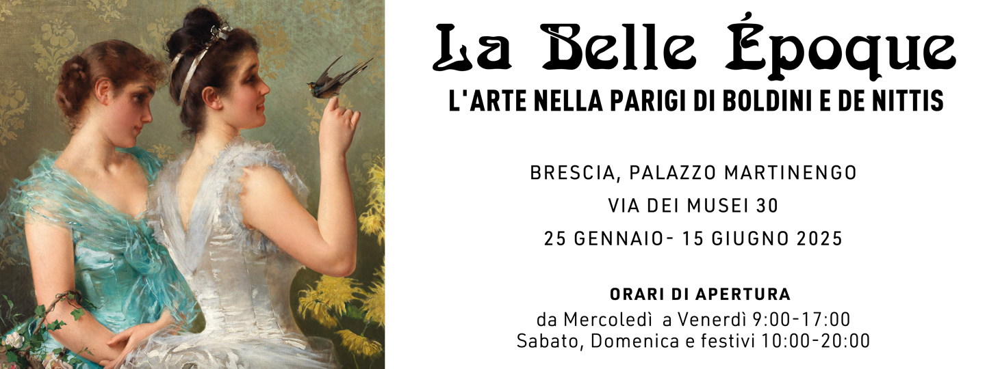 La Belle Époque
L'ARTE NELLA PARIGI DI BOLDINI E DE NITTIS
BRESCIA, PALAZZO MARTINENGO
VIA DEI MUSEI 30
25 GENNAIO- 15 GIUGNO 2025
ORARI DI APERTURA
da Mercoledì a Venerdì 9:00-17:00
Sabato, Domenica e festivi 10:00-20:00